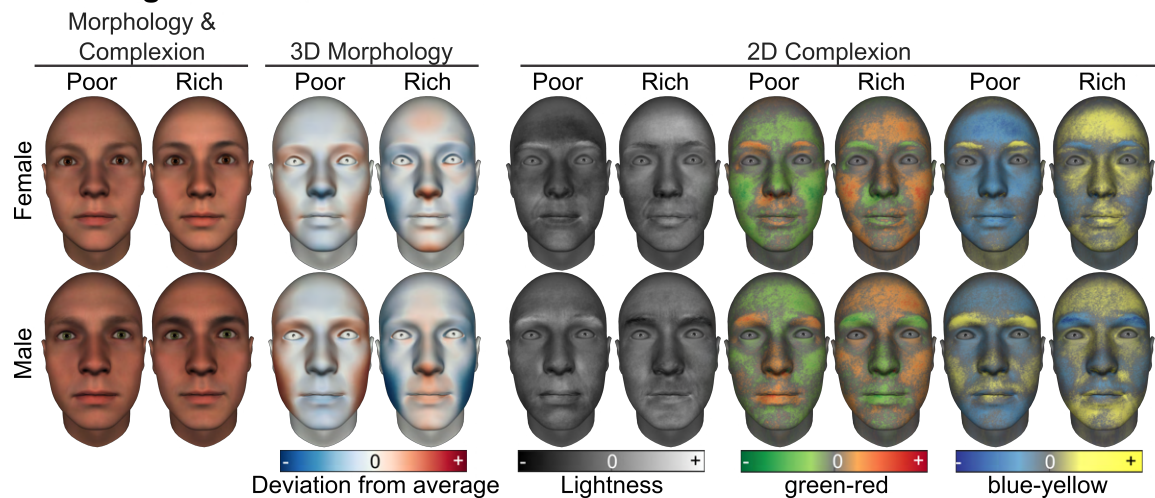 Morphology &
Complexion
3D Morphology
2D Complexion
Poor Rich Poor Rich Poor Rich Poor Rich Poor Rich
Female
Male
- 0 + - 0 + - 0 + - 0 +
Deviation from average Lightness green-red blue-yellow